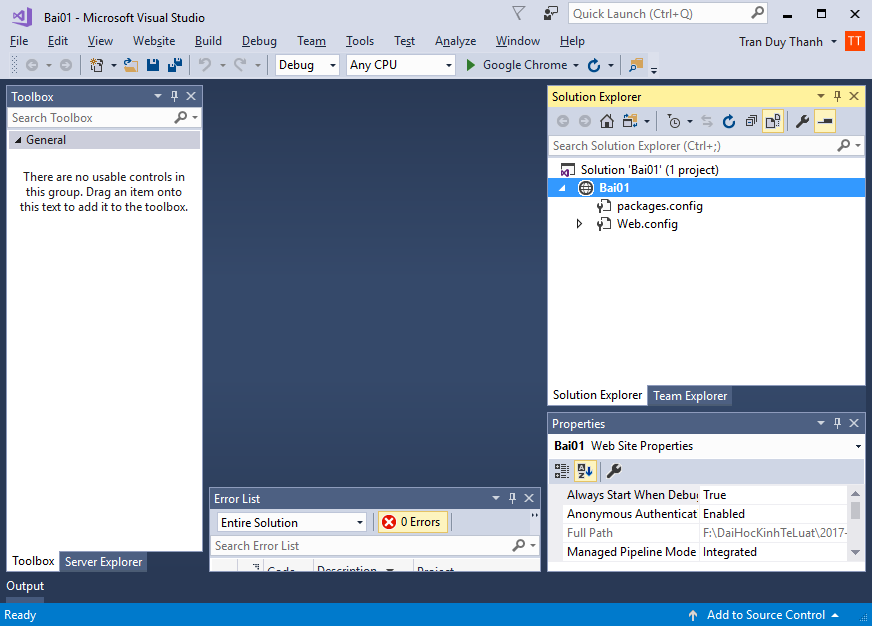 Bai01 - Microsoft Visual Studio
Quick Launch (Ctrl+Q)
File Edit View Website Build Debug Team Tools Test Analyze Window Help
Tran Duy Thanh TT
Debug Any CPU Google Chrome
Toolbox
Search Toolbox
General
There are no usable controls in
this group. Drag an item onto
this text to add it to the toolbox.
Toolbox Server Explorer
Error List
Entire Solution 0 Errors
Search Error List
Code Description Project
Solution Explorer
Search Solution Explorer (Ctrl+;)
Solution 'Bai01' (1 project)
Bai01
packages.config
Web.config
Solution Explorer Team Explorer
Properties
Bai01 Web Site Properties
Always Start When Debug True
Anonymous Authenticat Enabled
Full Path F:\DaiHocKinhTeLuat\2017-
Managed Pipeline Mode Integrated
Output
Ready
Add to Source Control